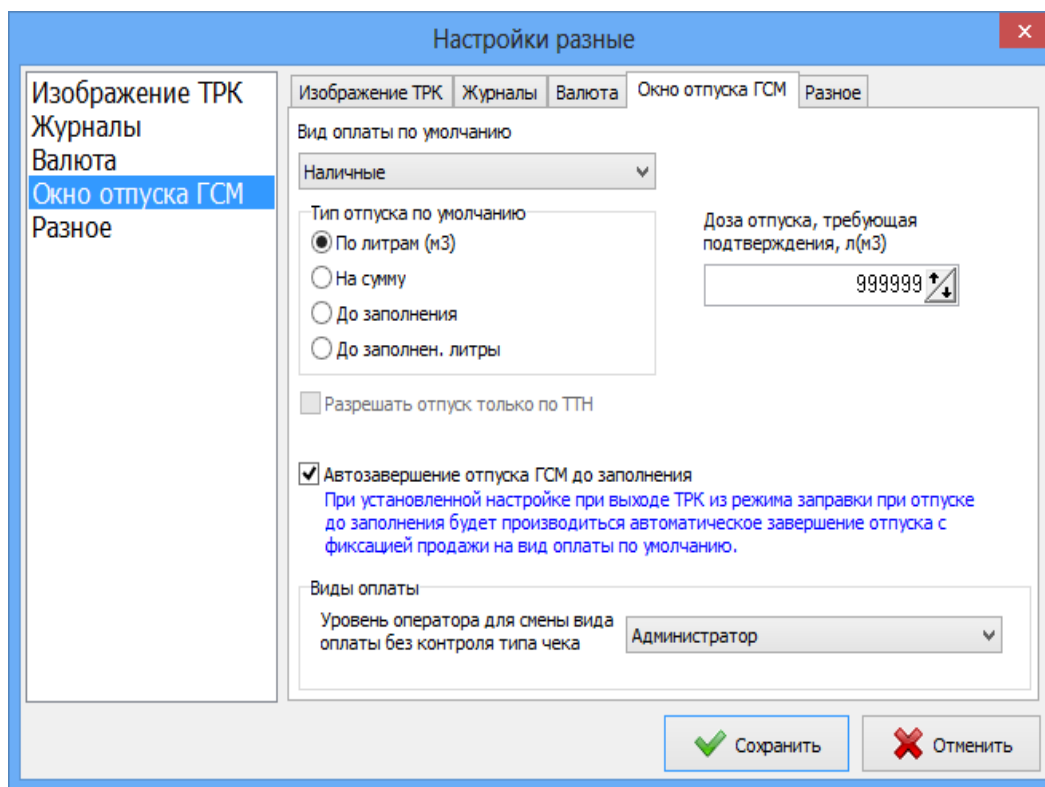 Настройки разные
Изображение ТРК
Журналы
Валюта
Окно отпуска ГСМ
Разное
Изображение ТРК
Журналы
Валюта
Окно отпуска ГСМ
Разное
Вид оплаты по умолчанию
Наличные
Тип отпуска по умолчанию
По литрам (м3)
На сумму
До заполнения
До заполнен. литры
Доза отпуска, требующая
подтверждения, л(м3)
999999
Разрешать отпуск только по ТТН
Автозавершение отпуска ГСМ до заполнения
При установленной настройке при выходе ТРК из режима заправки при отпуске
до заполнения будет производиться автоматическое завершение отпуска с
фиксацией продажи на вид оплаты по умолчанию.
Виды оплаты
Уровень оператора для смены вида
оплаты без контроля типа чека
Администратор
Сохранить
Отменить